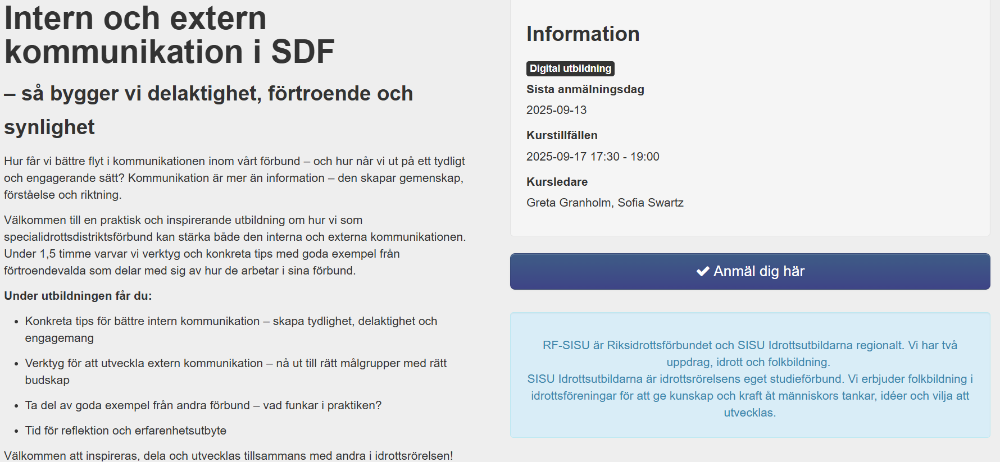 Intern och extern
kommunikation i SDF
– så bygger vi delaktighet, förtroende och
synlighet
Hur får vi bättre flyt i kommunikationen inom vårt förbund – och hur når vi ut på ett tydligt
och engagerande sätt? Kommunikation är mer än information – den skapar gemenskap,
förståelse och riktning.
Välkommen till en praktisk och inspirerande utbildning om hur vi som
specialidrottsdistriktsförbund kan stärka både den interna och externa kommunikationen.
Under 1,5 timme varvar vi verktyg och konkreta tips med goda exempel från
förtroendevalda som delar med sig av hur de arbetar i sina förbund.
Under utbildningen får du:
• Konkreta tips för bättre intern kommunikation – skapa tydlighet, delaktighet och
engagemang
• Verktyg för att utveckla extern kommunikation – nå ut till rätt målgrupper med rätt
budskap
• Ta del av goda exempel från andra förbund – vad funkar i praktiken?
• Tid för reflektion och erfarenhetsutbyte
Välkommen att inspireras, dela och utvecklas tillsammans med andra i idrottsrörelsen!
Information
Digital utbildning
Sista anmälningsdag
2025-09-13
Kurstillfällen
2025-09-17 17:30 - 19:00
Kursledare
Greta Granholm, Sofia Swartz
✔ Anmäl dig här
RF-SISU är Riksidrottsförbundet och SISU Idrottsutbildarna regionalt. Vi har två
uppdrag, idrott och folkbildning.
SISU Idrottsutbildarna är idrottsrörelsens eget studieförbund. Vi erbjuder folkbildning i
idrottsföreningar för att ge kunskap och kraft åt människors tankar, idéer och vilja att
utvecklas.